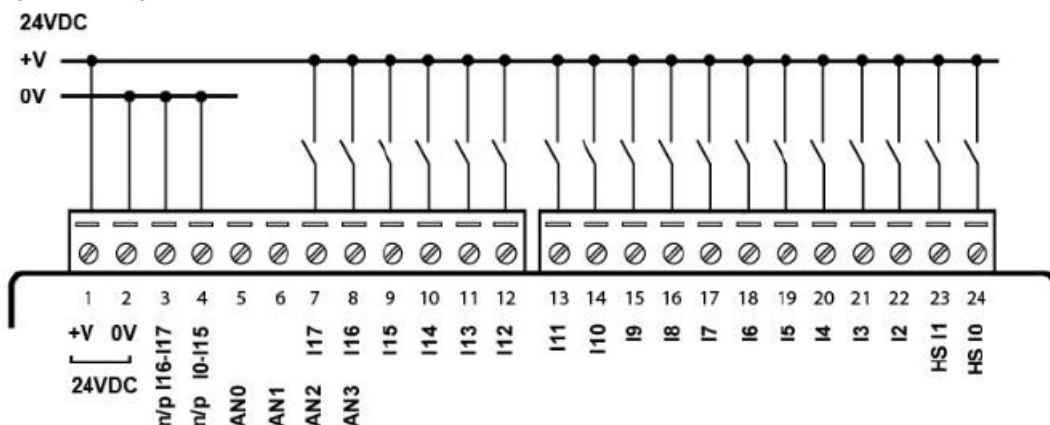 24VDC
+V
0V
1 2 3 4 5 6 7 8 9 10 11 12 13 14 15 16 17 18 19 20 21 22 23 24
+V 0V n/p I16-I17 n/p I0-I15 I17 I16 I15 I14 I13 I12 I11 I10 I9 I8 I7 I6 I5 I4 I3 I2 HS I1 HS I0
24VDC AN0 AN1 AN2 AN3